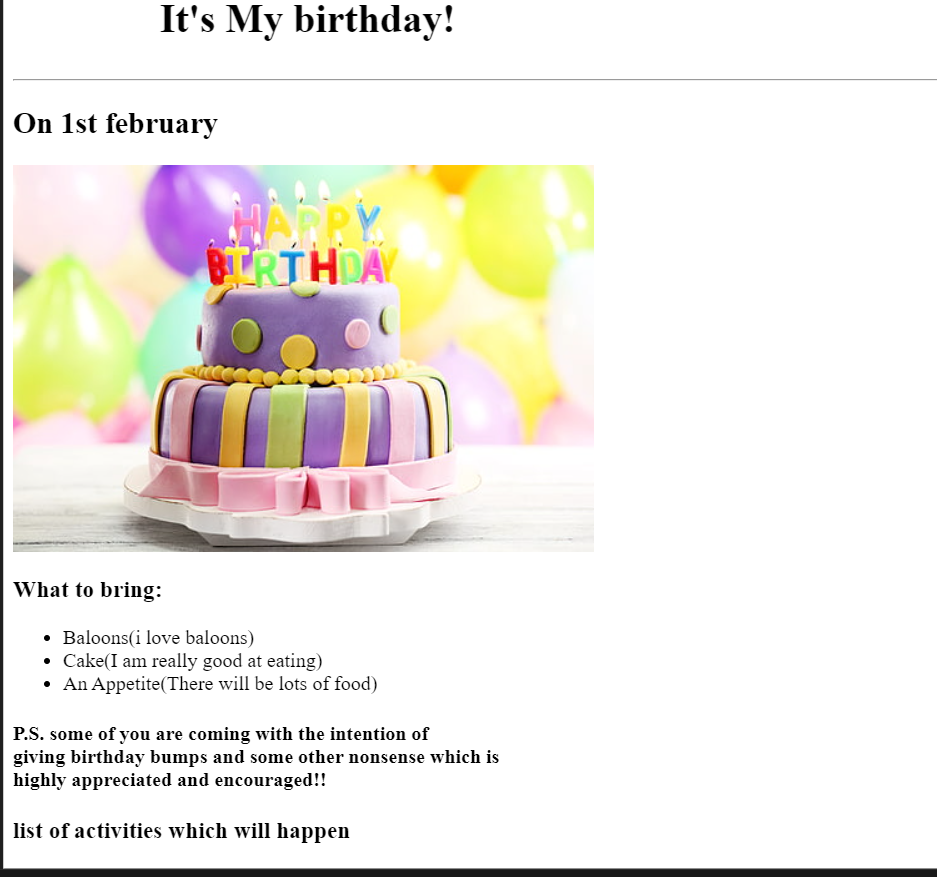 It's My birthday!
On 1st february
HAPPY
BIRTHDAY
What to bring:
Baloons(i love baloons)
Cake(I am really good at eating)
An Appetite(There will be lots of food)
P.S. some of you are coming with the intention of
giving birthday bumps and some other nonsense which is
highly appreciated and encouraged!!
list of activities which will happen